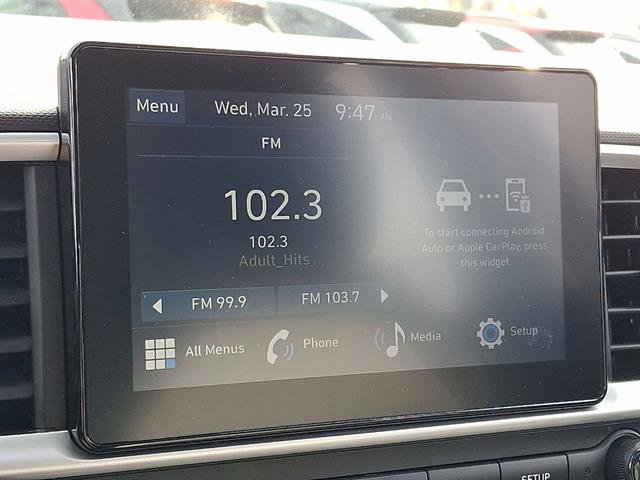 Menu Wed, Mar. 25 9:47 AM
FM
102.3
102.3
Adult_Hits
To start connecting Android
Auto or Apple CarPlay, press
this widget.
FM 99.9 FM 103.7
All Menus Phone Media Setup
SETUP